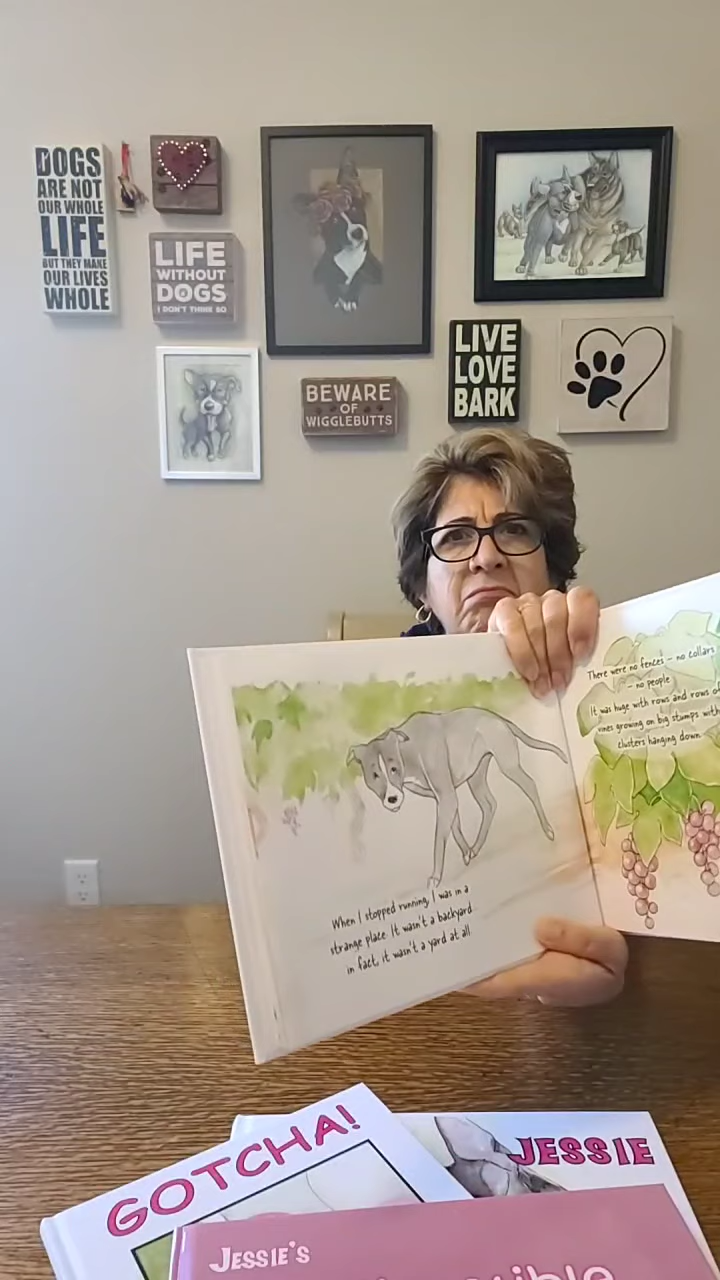 DOGS
ARE NOT
OUR WHOLE
LIFE
BUT THEY MAKE
OUR LIVES
WHOLE
LIFE
WITHOUT
DOGS
I DON'T THINK SO
BEWARE
OF
WIGGLEBUTTS
LIVE
LOVE
BARK
When I stopped running, I was in a
strange place. It wasn't a backyard
in fact, it wasn't a yard at all.
There were no fences – no collars
– no people
It was huge with rows and rows of
vines growing on big stumps with
clusters hanging down.
GOTCHA!
JESSIE
JESSIE'S